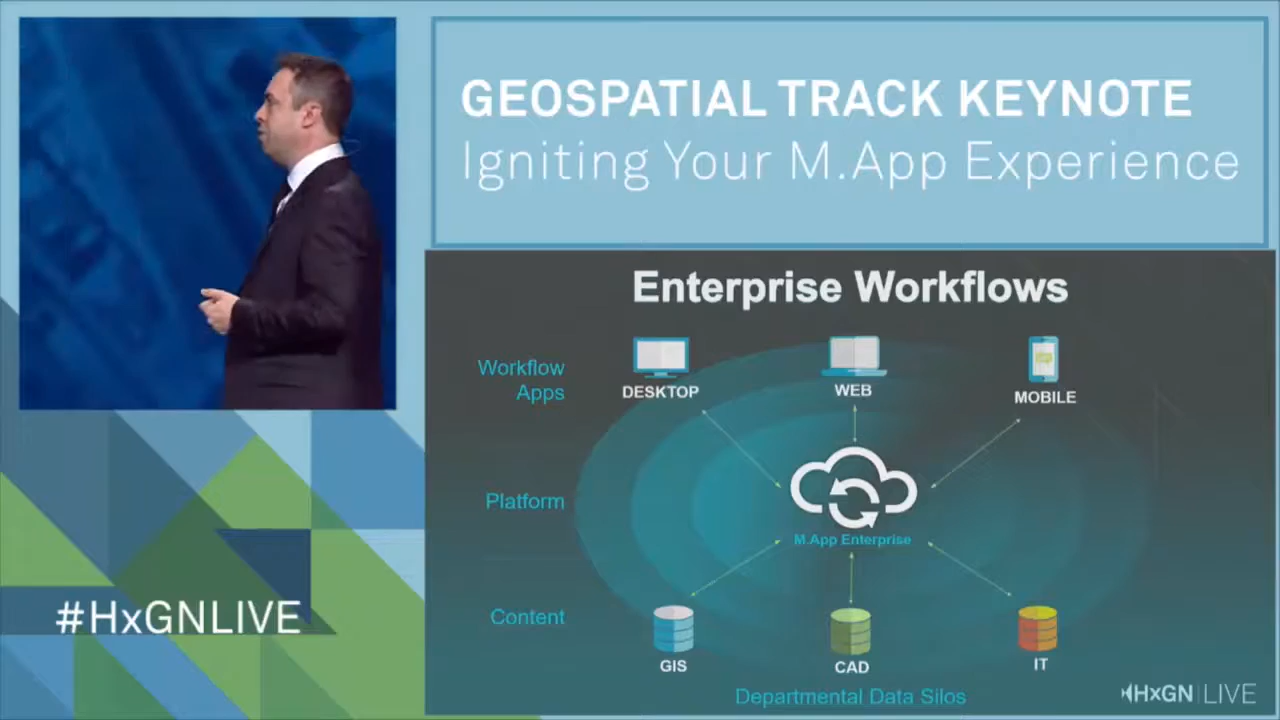 GEOSPATIAL TRACK KEYNOTE
Igniting Your M.App Experience
Enterprise Workflows
Workflow
Apps
DESKTOP
WEB
MOBILE
Platform
M.App Enterprise
Content
GIS
CAD
IT
Departmental Data Silos
#HxGNLIVE
HxGN LIVE